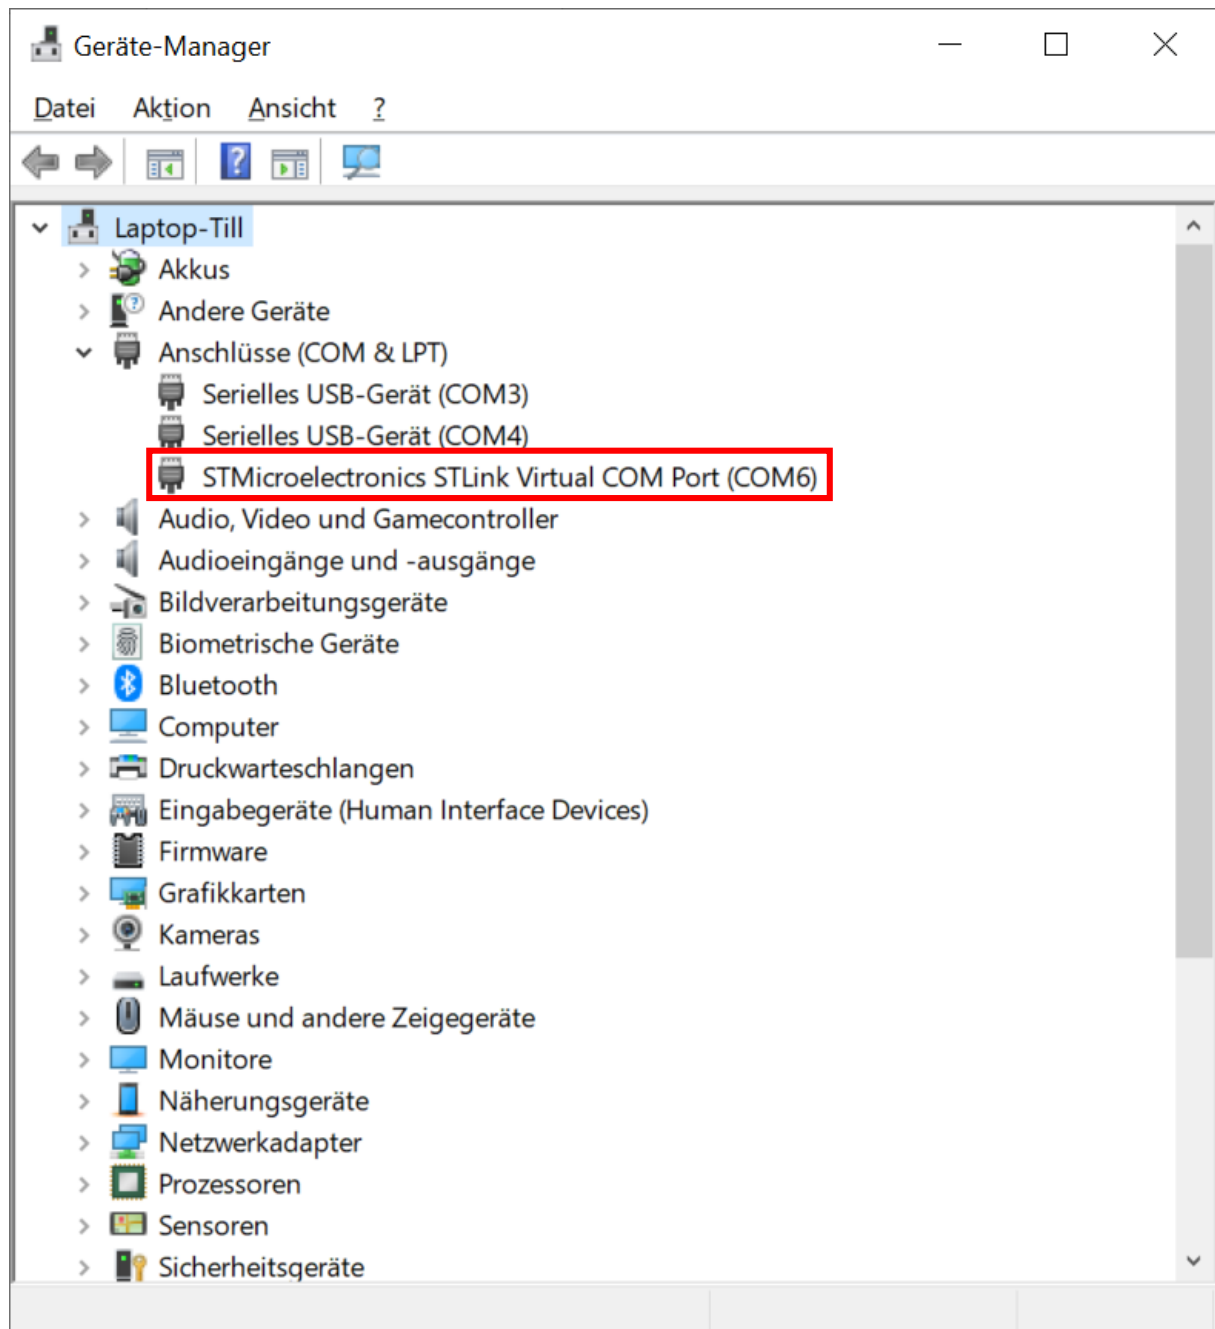 Geräte-Manager
Datei Aktion Ansicht ?
Laptop-Till
Akkus
Andere Geräte
Anschlüsse (COM & LPT)
Serielles USB-Gerät (COM3)
Serielles USB-Gerät (COM4)
STMicroelectronics STLink Virtual COM Port (COM6)
Audio, Video und Gamecontroller
Audioeingänge und -ausgänge
Bildverarbeitungsgeräte
Biometrische Geräte
Bluetooth
Computer
Druckwarteschlangen
Eingabegeräte (Human Interface Devices)
Firmware
Grafikkarten
Kameras
Laufwerke
Mäuse und andere Zeigegeräte
Monitore
Näherungsgeräte
Netzwerkadapter
Prozessoren
Sensoren
Sicherheitsgeräte